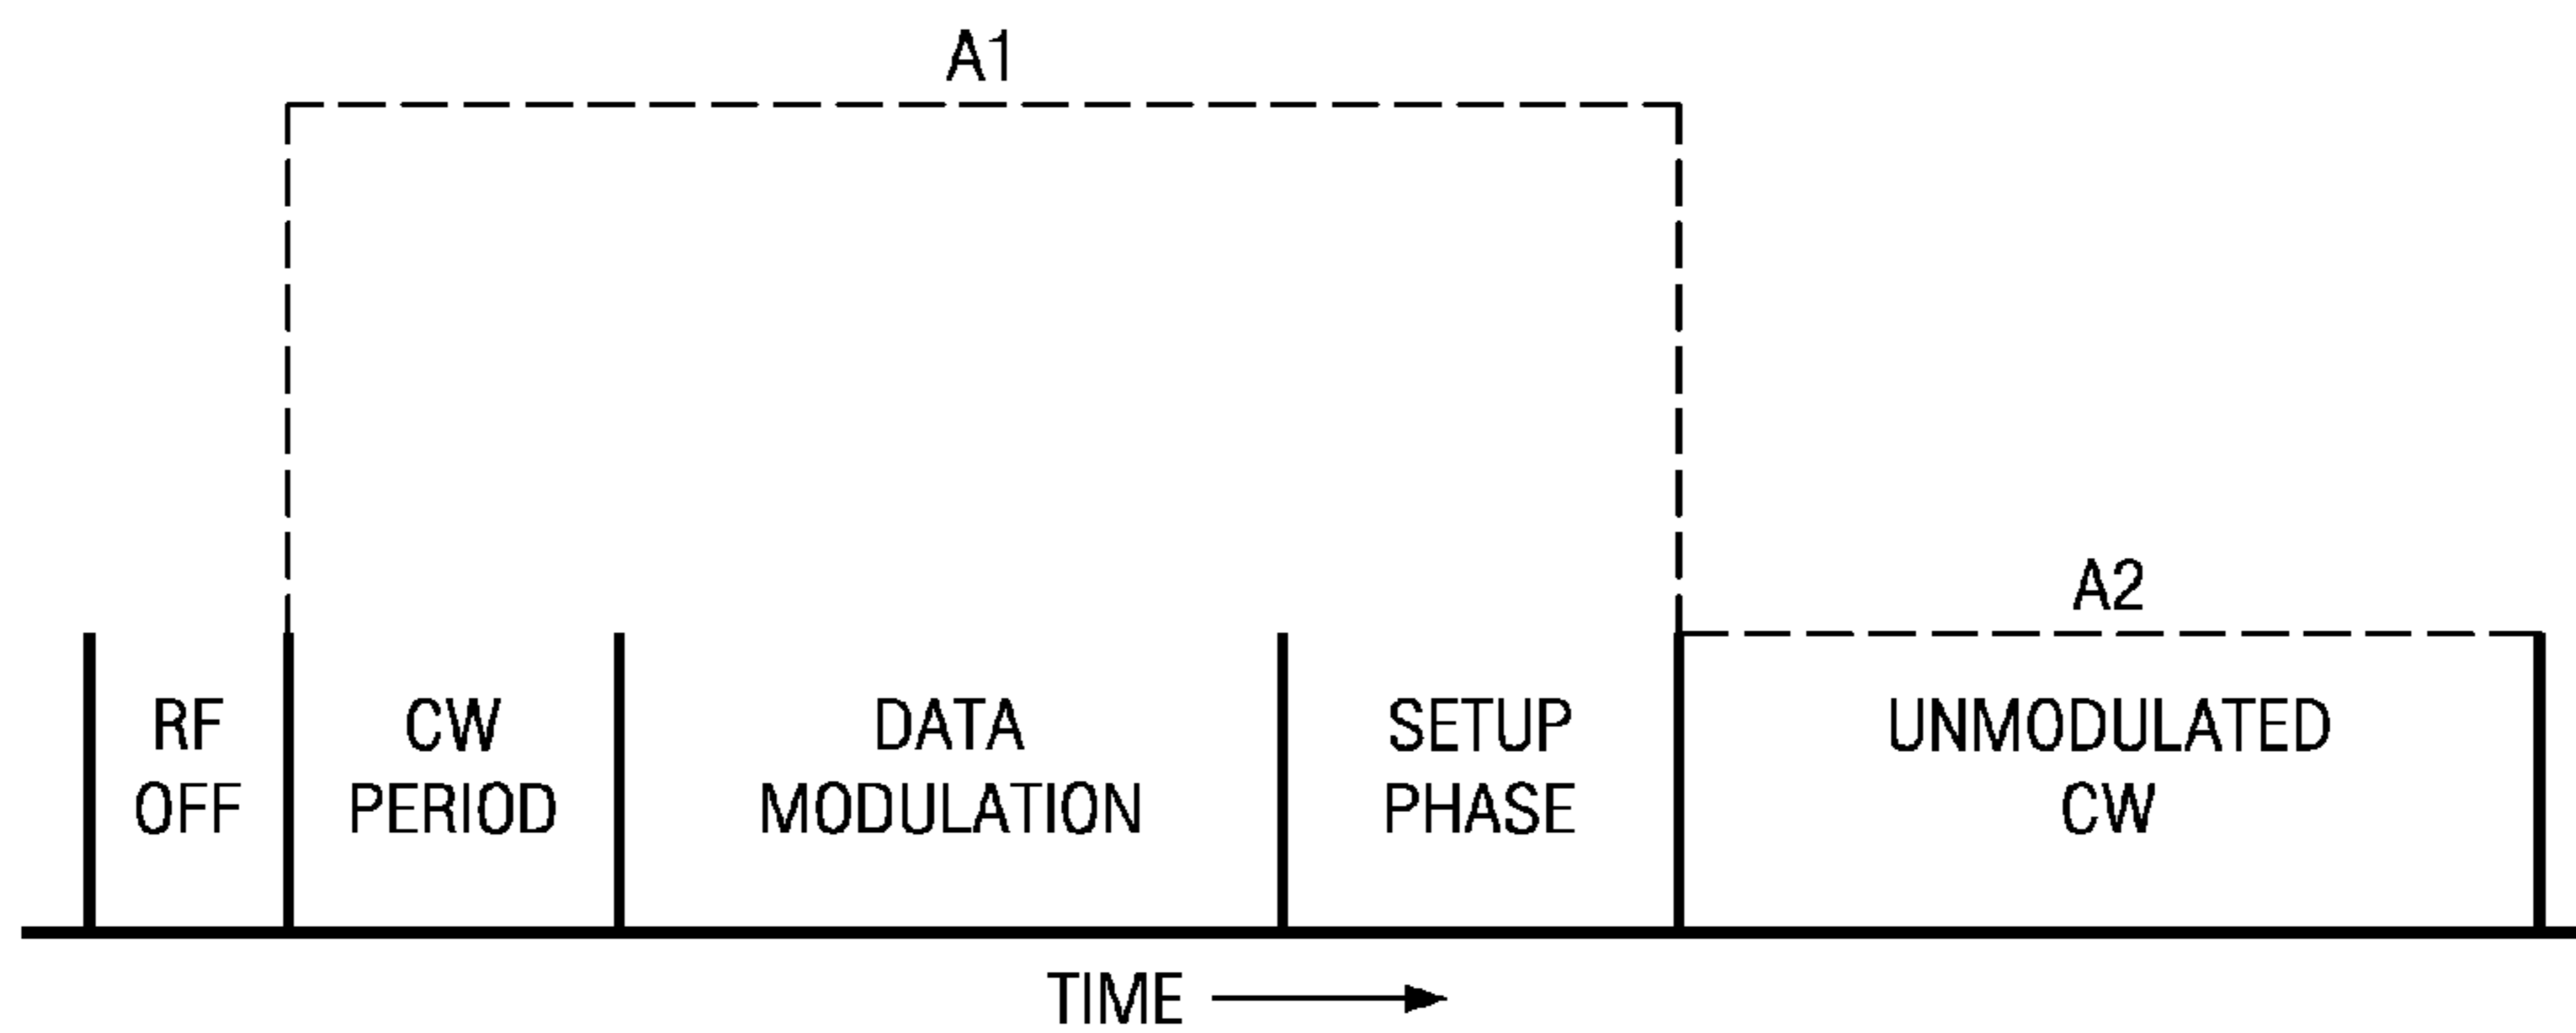 A1
A2
RF
OFF
CW
PERIOD
DATA
MODULATION
SETUP
PHASE
UNMODULATED
CW
TIME